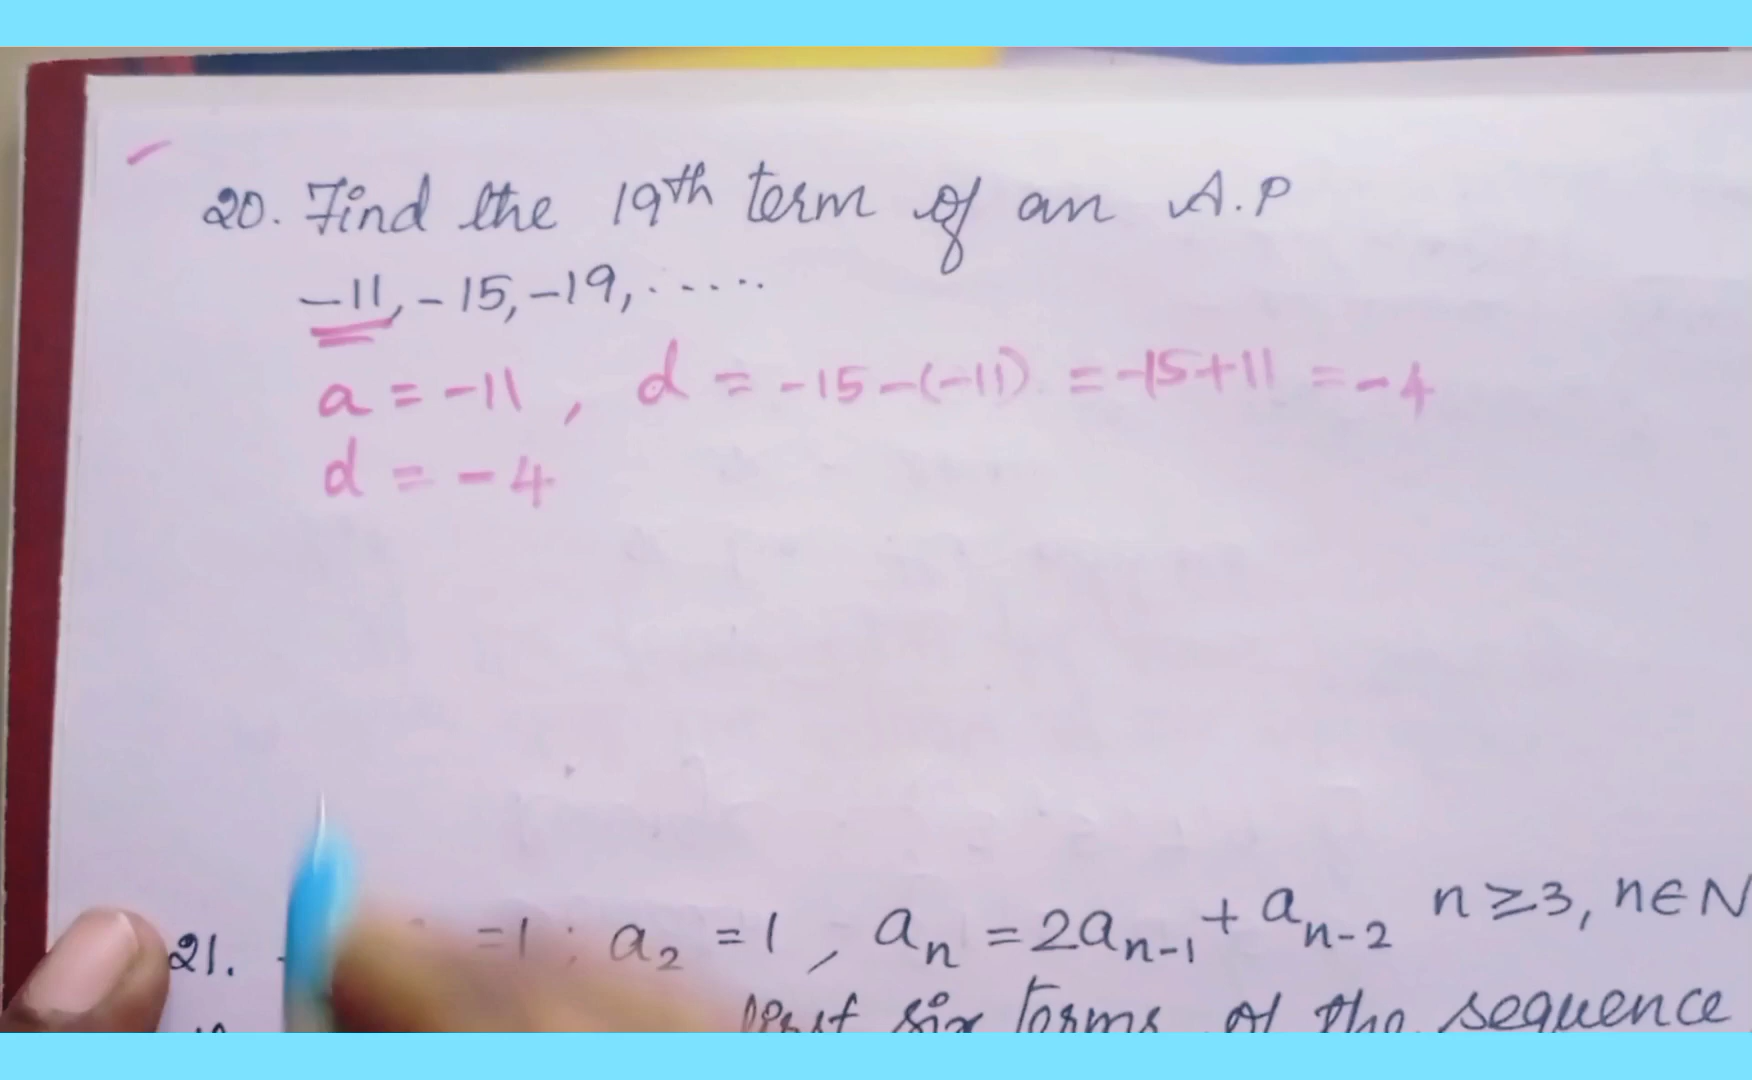 20. Find the 19th term of an A.P
-11, -15, -19, .....
a = -11 , d = -15-(-11) = -15+11 = -4
d = -4
21. =1 ; a₂ = 1 , aₙ = 2aₙ₋₁ + aₙ₋₂ n≥3, n∈N
six terms of the sequence